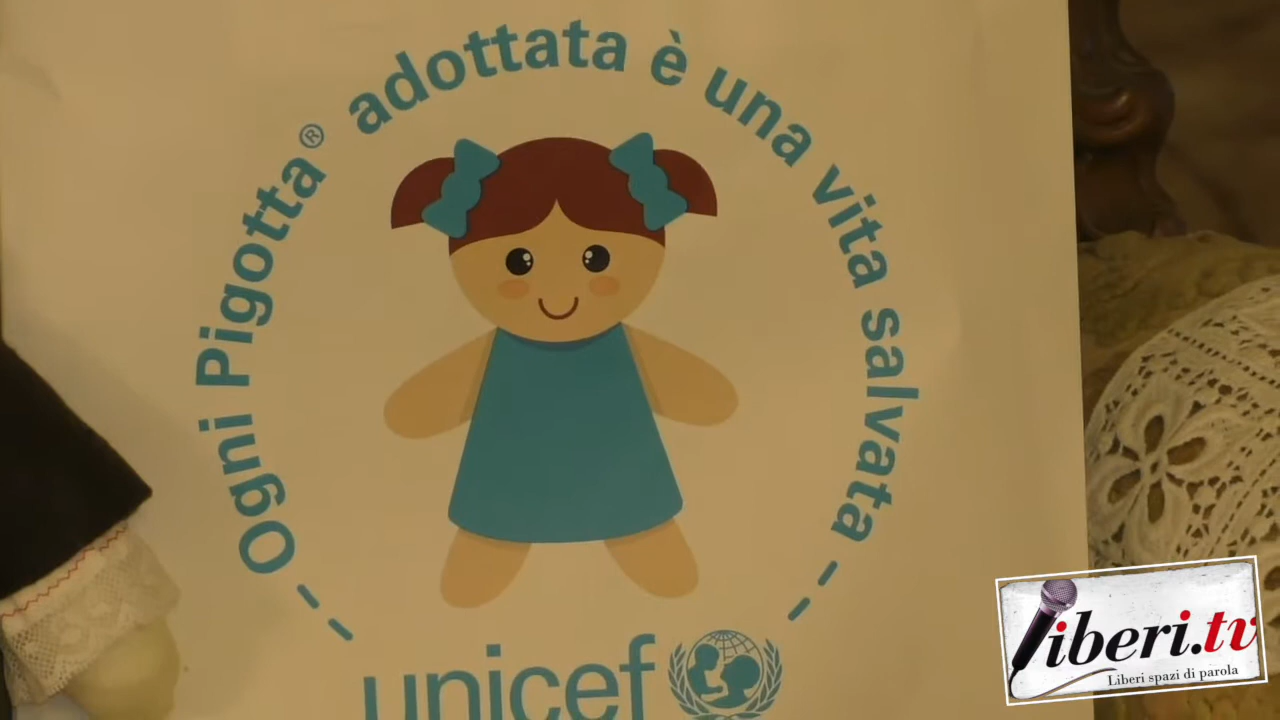 Ogni Pigotta® adottata è una vita salvata
unicef
liberi.tv
Liberi spazi di parola